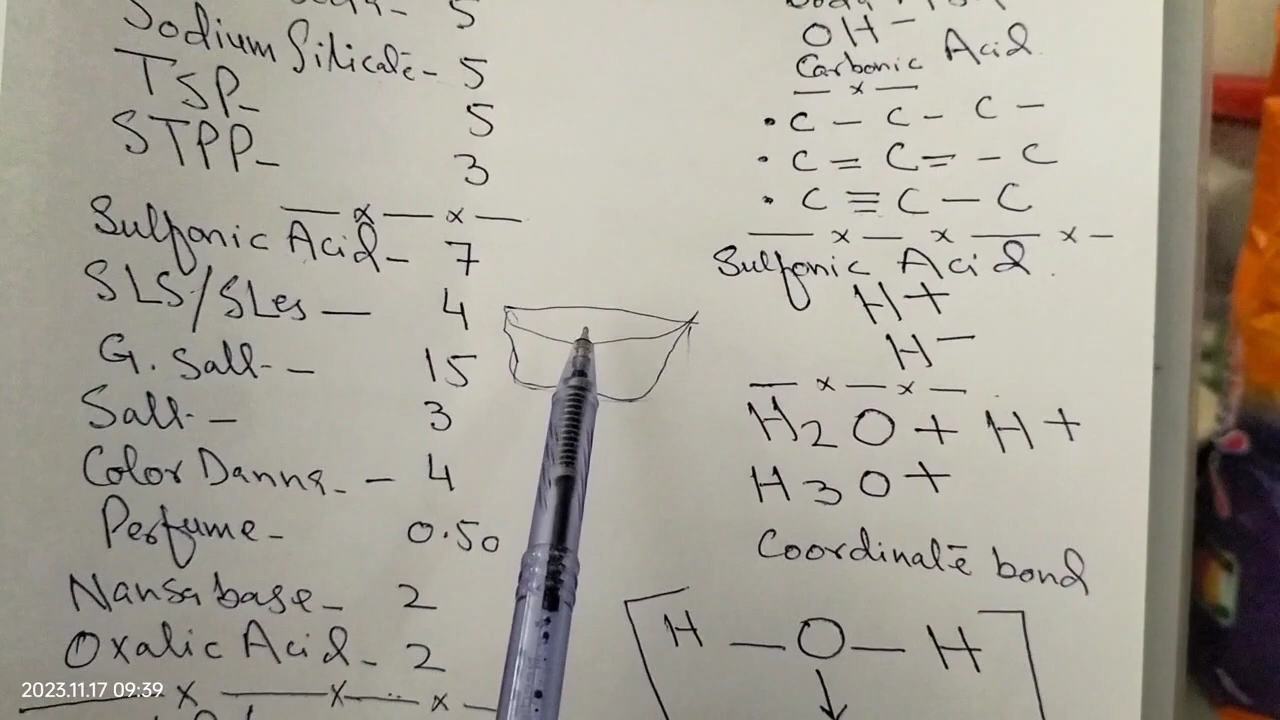 5
Sodium Silicate - 5
TSP - 5
STPP - 3
— x — x —
Sulfonic Acid - 7
SLS/SLes — 4
G. Salt - - 15
Salt - 3
Color Danna - - 4
Perfume - 0.50
Nansa base - 2
Oxalic Acid - 2
x — x — x —
OH-
Carbonic Acid
— x —
• C - C - C -
• C = C = - C
• C ≡ C - C
— x — x — x -
Sulfonic Acid.
H+
H-
— x — x —
H2O + H+
H3O+
Coordinate bond
H — O — H
2023.11.17 09:39